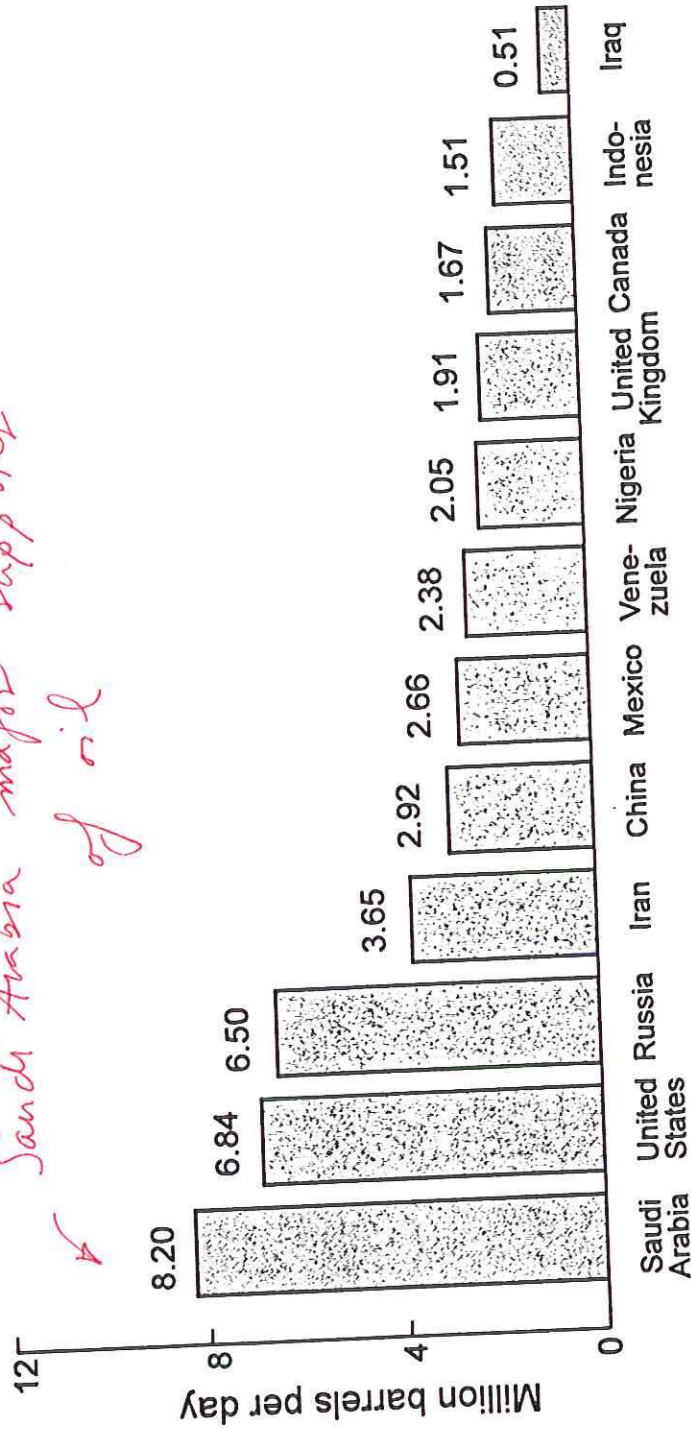 Saudi Arabia major supplier
of oil
Million barrels per day
12
8
4
0
8.20
6.84
6.50
3.65
2.92
2.66
2.38
2.05
1.91
1.67
1.51
0.51
Saudi
Arabia
United
States
Russia
Iran
China
Mexico
Vene-
zuela
Nigeria
United
Kingdom
Canada
Indo-
nesia
Iraq